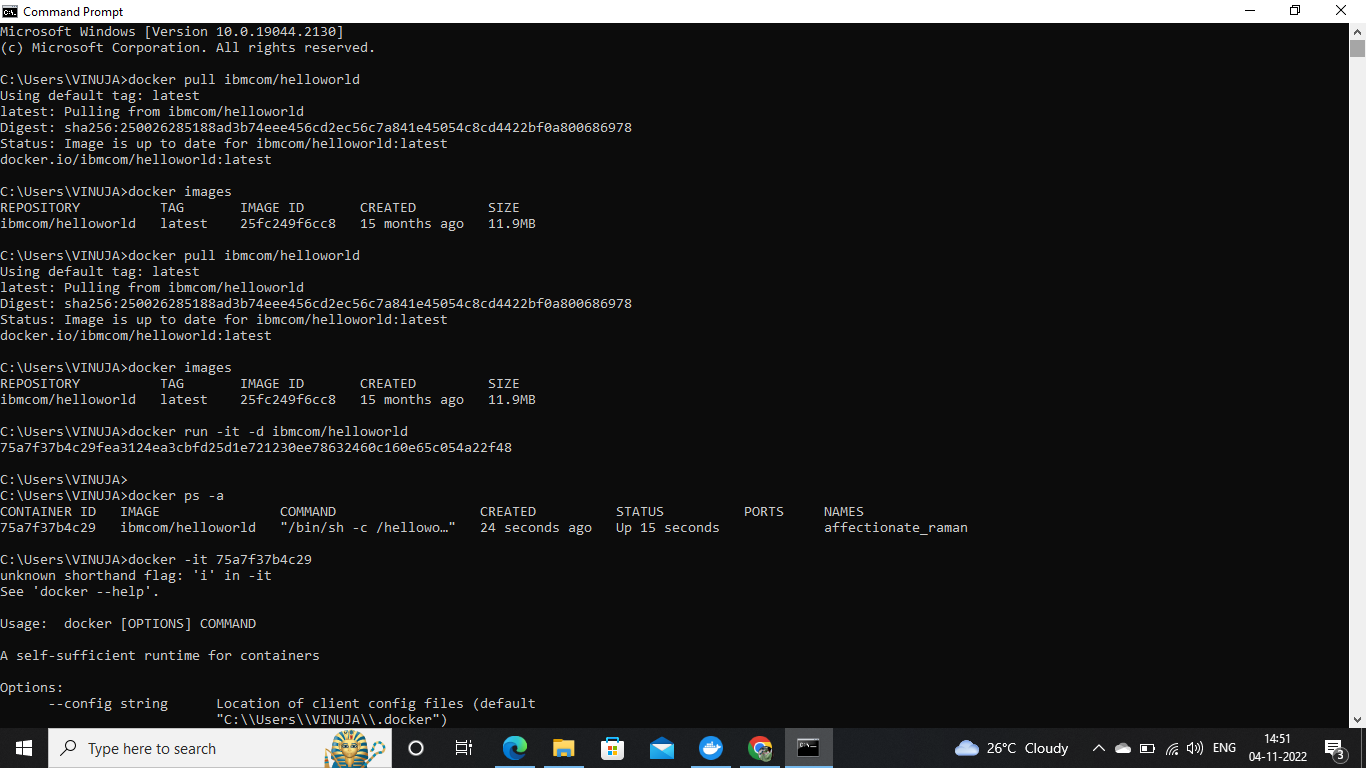 Command Prompt
Microsoft Windows [Version 10.0.19044.2130]
(c) Microsoft Corporation. All rights reserved.
C:\Users\VINUJA>docker pull ibmcom/helloworld
Using default tag: latest
latest: Pulling from ibmcom/helloworld
Digest: sha256:250026285188ad3b74eee456cd2ec56c7a841e45054c8cd4422bf0a800686978
Status: Image is up to date for ibmcom/helloworld:latest
docker.io/ibmcom/helloworld:latest
C:\Users\VINUJA>docker images
REPOSITORY          TAG       IMAGE ID       CREATED         SIZE
ibmcom/helloworld   latest    25fc249f6cc8   15 months ago   11.9MB
C:\Users\VINUJA>docker pull ibmcom/helloworld
Using default tag: latest
latest: Pulling from ibmcom/helloworld
Digest: sha256:250026285188ad3b74eee456cd2ec56c7a841e45054c8cd4422bf0a800686978
Status: Image is up to date for ibmcom/helloworld:latest
docker.io/ibmcom/helloworld:latest
C:\Users\VINUJA>docker images
REPOSITORY          TAG       IMAGE ID       CREATED         SIZE
ibmcom/helloworld   latest    25fc249f6cc8   15 months ago   11.9MB
C:\Users\VINUJA>docker run -it -d ibmcom/helloworld
75a7f37b4c29fea3124ea3cbfd25d1e721230ee78632460c160e65c054a22f48
C:\Users\VINUJA>
C:\Users\VINUJA>docker ps -a
CONTAINER ID   IMAGE               COMMAND                  CREATED          STATUS          PORTS     NAMES
75a7f37b4c29   ibmcom/helloworld   "/bin/sh -c /hellowo…"   24 seconds ago   Up 15 seconds             affectionate_raman
C:\Users\VINUJA>docker -it 75a7f37b4c29
unknown shorthand flag: 'i' in -it
See 'docker --help'.
Usage:  docker [OPTIONS] COMMAND
A self-sufficient runtime for containers
Options:
      --config string      Location of client config files (default
                           "C:\\Users\\VINUJA\\.docker")
Type here to search
26°C Cloudy
ENG
14:51
04-11-2022
3